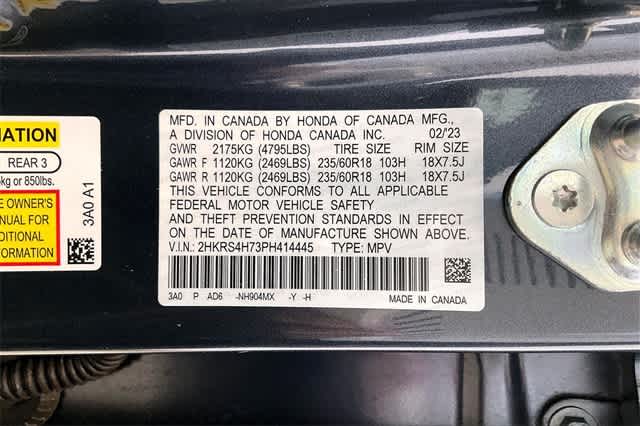 MATION
REAR 3
kg or 850lbs.
E OWNER'S
ANUAL FOR
DDITIONAL
ORMATION
3A0 A1
MFD. IN CANADA BY HONDA OF CANADA MFG.,
A DIVISION OF HONDA CANADA INC. 02/23
GVWR 2175KG (4795LBS) TIRE SIZE RIM SIZE
GAWR F 1120KG (2469LBS) 235/60R18 103H 18X7.5J
GAWR R 1120KG (2469LBS) 235/60R18 103H 18X7.5J
THIS VEHICLE CONFORMS TO ALL APPLICABLE
FEDERAL MOTOR VEHICLE SAFETY
AND THEFT PREVENTION STANDARDS IN EFFECT
ON THE DATE OF MANUFACTURE SHOWN ABOVE.
V.I.N.: 2HKRS4H73PH414445 TYPE: MPV
3A0 P AD6 -NH904MX -Y -H
MADE IN CANADA